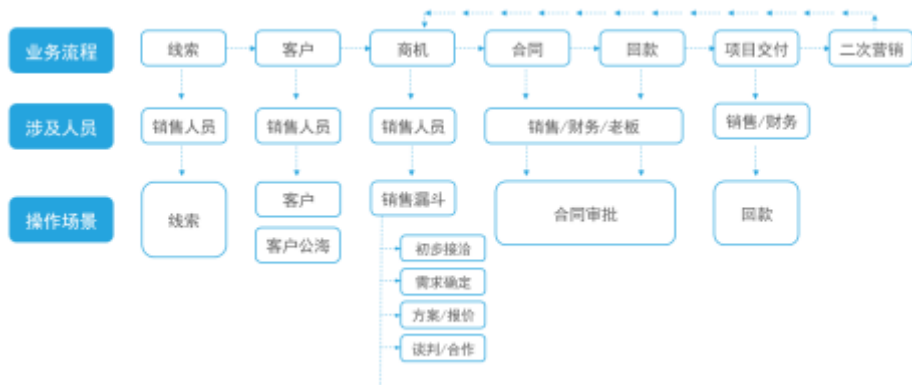 业务流程
线索
客户
商机
合同
回款
项目交付
二次营销
涉及人员
销售人员
销售人员
销售人员
销售/财务/老板
销售/财务
操作场景
线索
客户
客户公海
销售漏斗
初步接洽
需求确定
方案/报价
谈判/合作
合同审批
回款